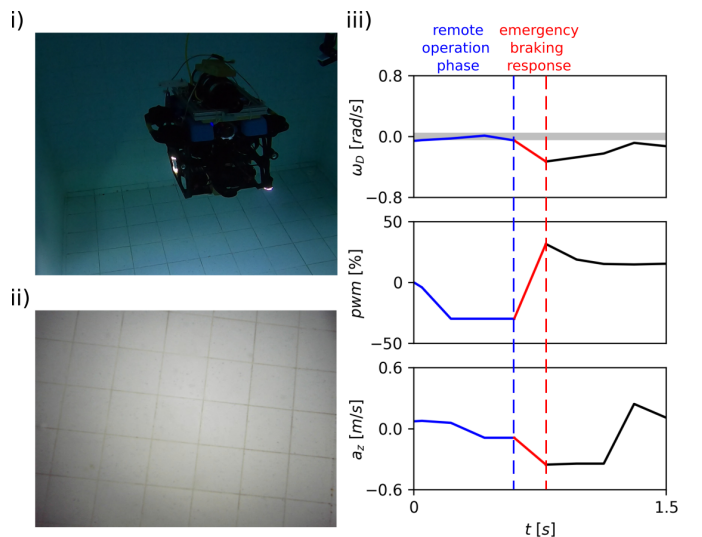 i)
ii)
iii)
remote
operation
phase
emergency
braking
response
0.8
0.0
−0.8
ω_D [rad/s]
50
0
−50
pwm [%]
0.6
0.0
−0.6
a_z [m/s]
0
1.5
t [s]